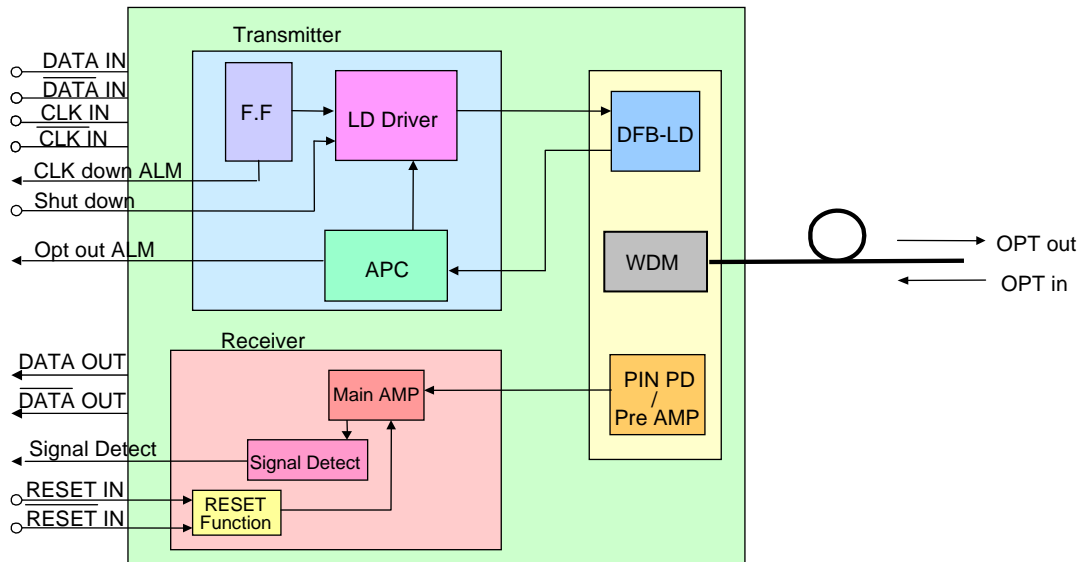 Transmitter
DATA IN
DATA IN
CLK IN
CLK IN
CLK down ALM
Shut down
Opt out ALM
F.F
LD Driver
APC
DFB-LD
WDM
OPT out
OPT in
Receiver
DATA OUT
DATA OUT
Signal Detect
RESET IN
RESET IN
Main AMP
Signal Detect
RESET
Function
PIN PD
/
Pre AMP